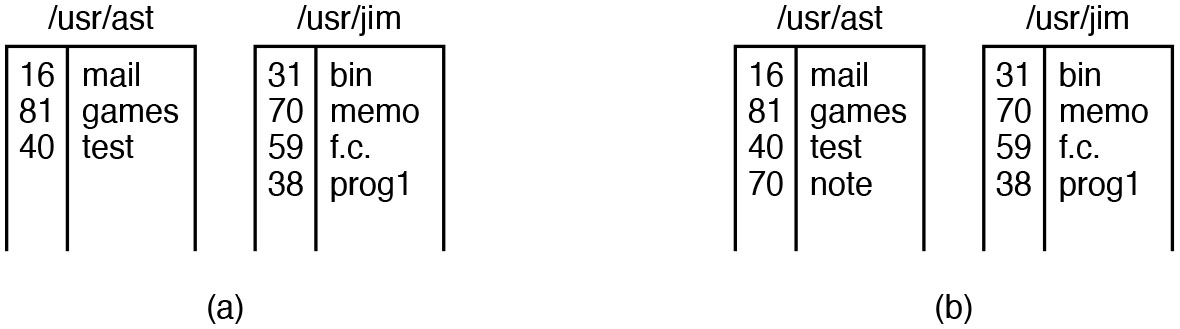 /usr/ast
16 mail
81 games
40 test
/usr/jim
31 bin
70 memo
59 f.c.
38 prog1
(a)
/usr/ast
16 mail
81 games
40 test
70 note
/usr/jim
31 bin
70 memo
59 f.c.
38 prog1
(b)